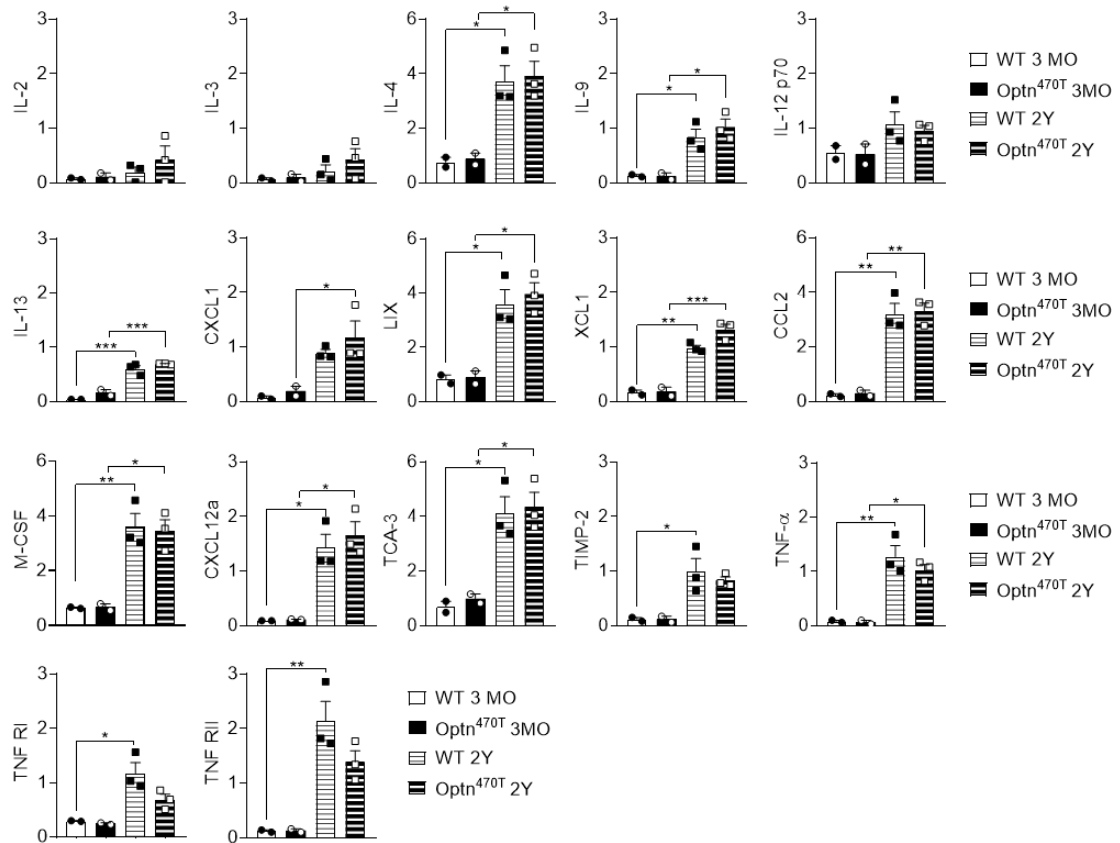 3 3 6 3 3
2 2 4 2 2
1 1 2 1 1
0 0 0 0 0
IL-2 IL-3 IL-4 IL-9 IL-12 p70
* * * *
WT 3 MO
Optn470T 3MO
WT 2Y
Optn470T 2Y
3 3 6 3 6
2 2 4 2 4
1 1 2 1 2
0 0 0 0 0
IL-13 CXCL1 LIX XCL1 CCL2
*** *** * * * ** *** ** **
WT 3 MO
Optn470T 3MO
WT 2Y
Optn470T 2Y
6 3 6 3 3
4 2 4 2 2
2 1 2 1 1
0 0 0 0 0
M-CSF CXCL12a TCA-3 TIMP-2 TNF-α
** * * * * * * ** *
WT 3 MO
Optn470T 3MO
WT 2Y
Optn470T 2Y
3 3
2 2
1 1
0 0
TNF RI TNF RII
* **
WT 3 MO
Optn470T 3MO
WT 2Y
Optn470T 2Y